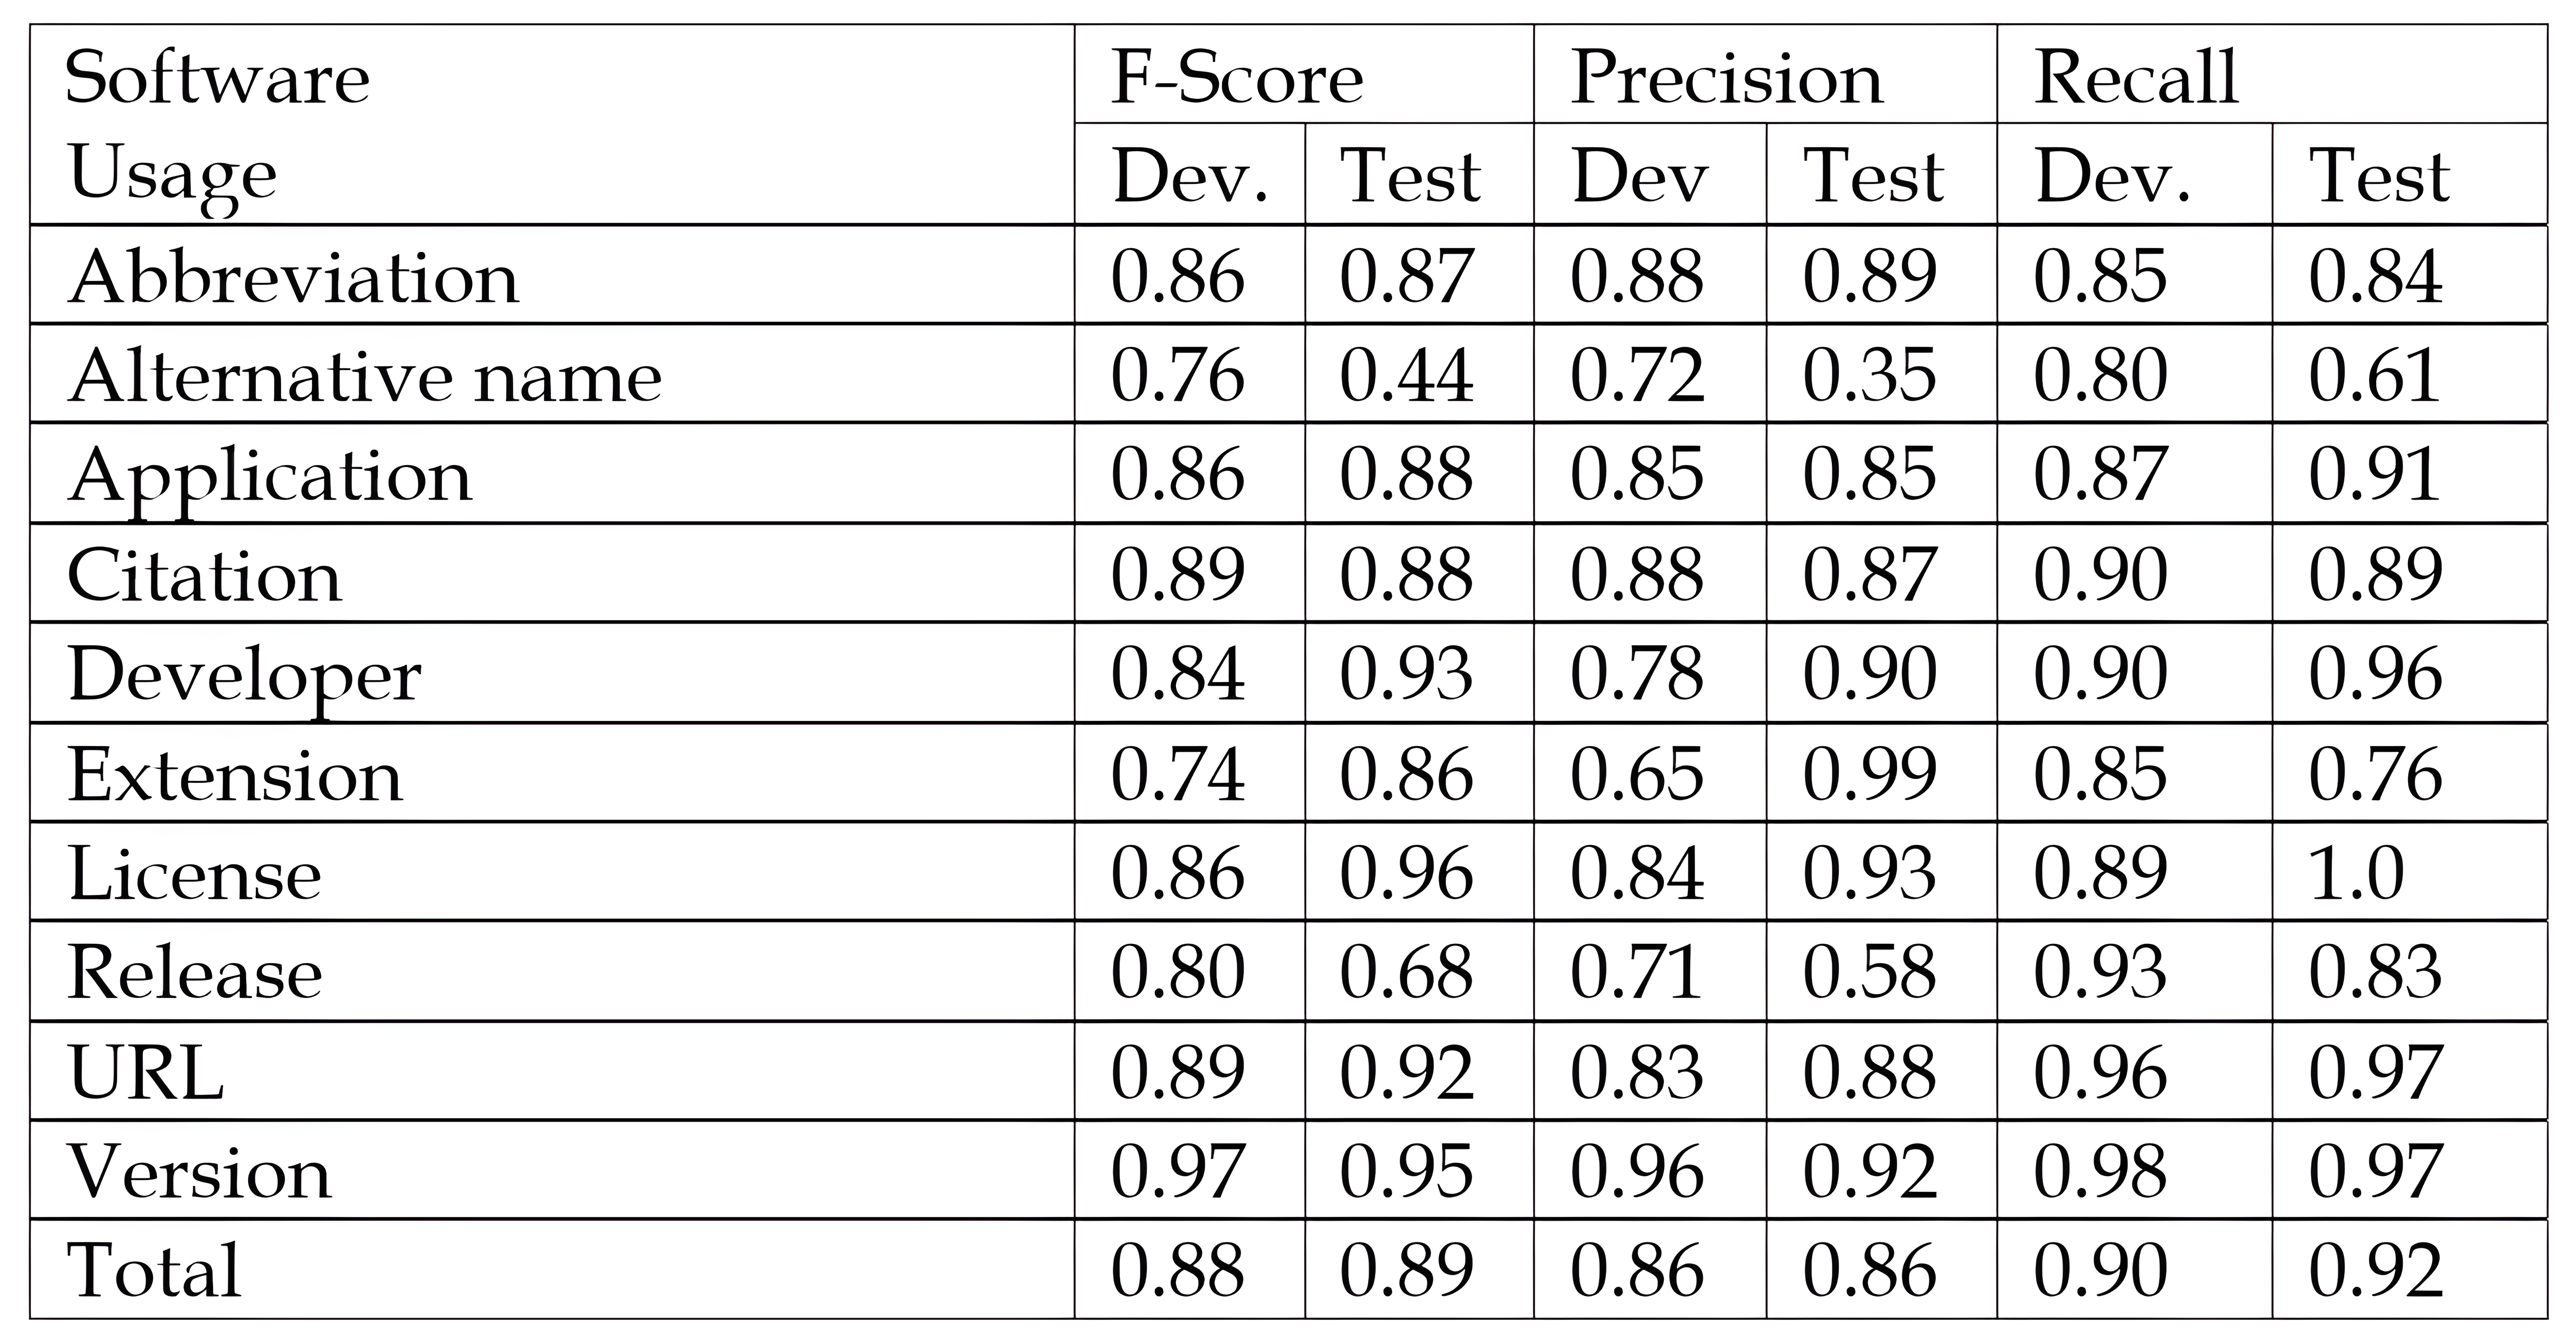 Software Usage F-Score Precision Recall
Dev. Test Dev Test Dev. Test
Abbreviation 0.86 0.87 0.88 0.89 0.85 0.84
Alternative name 0.76 0.44 0.72 0.35 0.80 0.61
Application 0.86 0.88 0.85 0.85 0.87 0.91
Citation 0.89 0.88 0.88 0.87 0.90 0.89
Developer 0.84 0.93 0.78 0.90 0.90 0.96
Extension 0.74 0.86 0.65 0.99 0.85 0.76
License 0.86 0.96 0.84 0.93 0.89 1.0
Release 0.80 0.68 0.71 0.58 0.93 0.83
URL 0.89 0.92 0.83 0.88 0.96 0.97
Version 0.97 0.95 0.96 0.92 0.98 0.97
Total 0.88 0.89 0.86 0.86 0.90 0.92